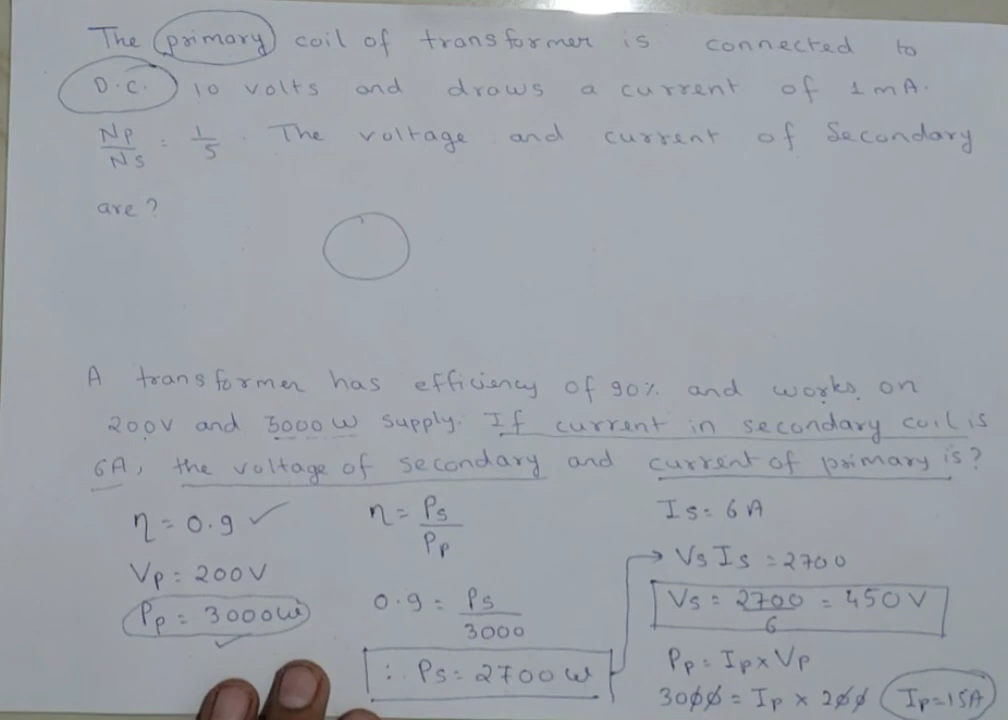 The primary coil of transformer is connected to
D.C. 10 volts and draws a current of 1mA.
Np/Ns = 1/5 . The voltage and current of Secondary
are ?
A transformer has efficiency of 90% and works on
200V and 3000 W supply. If current in secondary coil is
6A, the voltage of secondary and current of primary is?
η = 0.9 ✓
η = Ps/Pp
Is = 6A
Vp = 200V
→ Vs Is = 2700
Pp = 3000W
0.9 = Ps/3000
Vs = 2700/6 = 450 V
∴ Ps = 2700 W
Pp = Ip x Vp
3000 = Ip x 200 Ip=15A